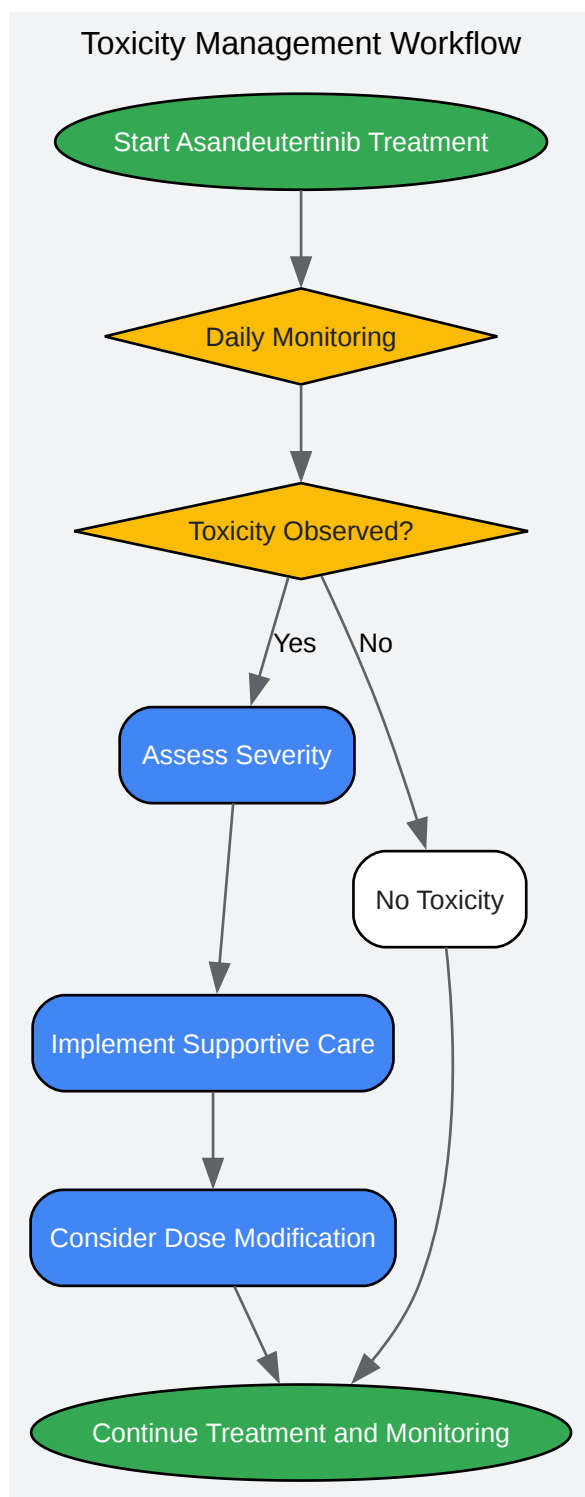 Toxicity Management Workflow
Start Asandeutertinib Treatment
Daily Monitoring
Toxicity Observed?
Yes
No
Assess Severity
No Toxicity
Implement Supportive Care
Consider Dose Modification
Continue Treatment and Monitoring